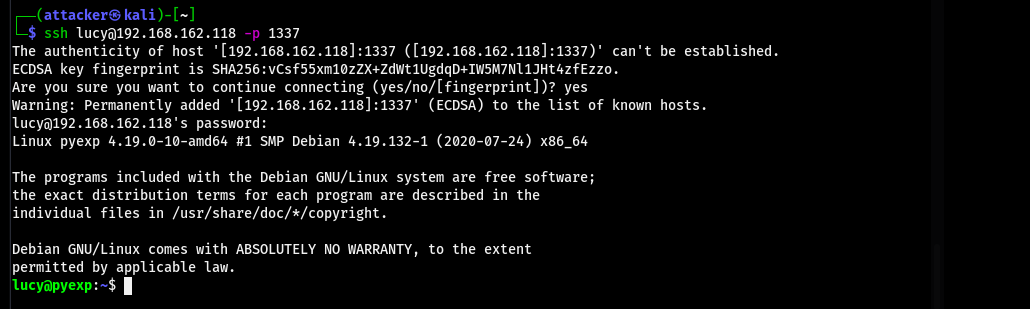 ┌──(attacker㉿kali)-[~]
└─$ ssh lucy@192.168.162.118 -p 1337
The authenticity of host '[192.168.162.118]:1337 ([192.168.162.118]:1337)' can't be established.
ECDSA key fingerprint is SHA256:vCsf55xm10zZX+ZdWt1UgdqD+IW5M7Nl1JHt4zfEzzo.
Are you sure you want to continue connecting (yes/no/[fingerprint])? yes
Warning: Permanently added '[192.168.162.118]:1337' (ECDSA) to the list of known hosts.
lucy@192.168.162.118's password:
Linux pyexp 4.19.0-10-amd64 #1 SMP Debian 4.19.132-1 (2020-07-24) x86_64
The programs included with the Debian GNU/Linux system are free software;
the exact distribution terms for each program are described in the
individual files in /usr/share/doc/*/copyright.
Debian GNU/Linux comes with ABSOLUTELY NO WARRANTY, to the extent
permitted by applicable law.
lucy@pyexp:~$